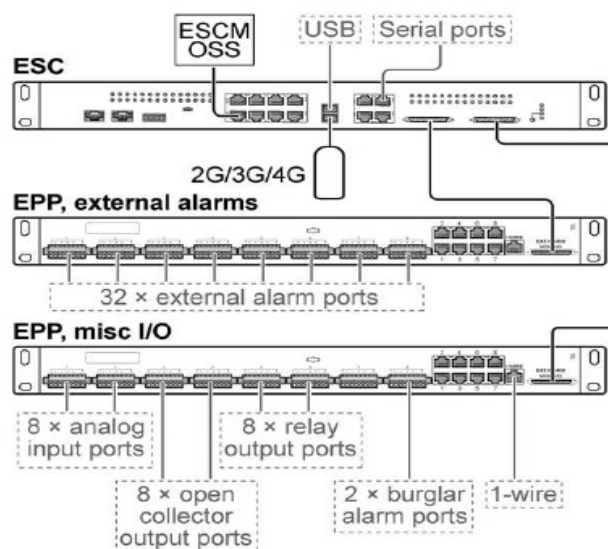 ESCM
OSS
USB
Serial ports
ESC
2G/3G/4G
EPP, external alarms
32 × external alarm ports
EPP, misc I/O
8 × analog
input ports
8 × relay
output ports
8 × open
collector
output ports
2 × burglar
alarm ports
1-wire